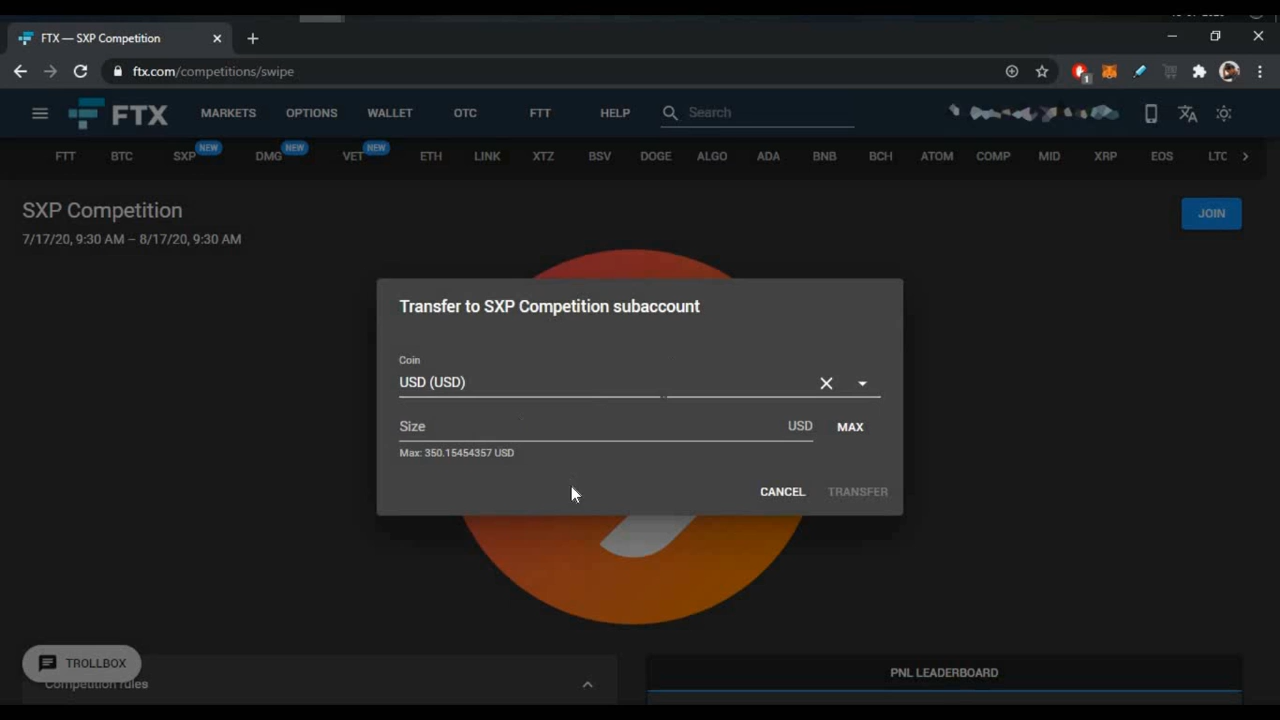 FTX — SXP Competition
ftx.com/competitions/swipe
1
FTX MARKETS OPTIONS WALLET OTC FTT HELP Search
FTT BTC SXP NEW DMG NEW VET NEW ETH LINK XTZ BSV DOGE ALGO ADA BNB BCH ATOM COMP MID XRP EOS LTC
SXP Competition
JOIN
7/17/20, 9:30 AM – 8/17/20, 9:30 AM
Transfer to SXP Competition subaccount
Coin
USD (USD)
Size USD MAX
Max: 350.15454357 USD
CANCEL TRANSFER
TROLLBOX
Competition rules
PNL LEADERBOARD